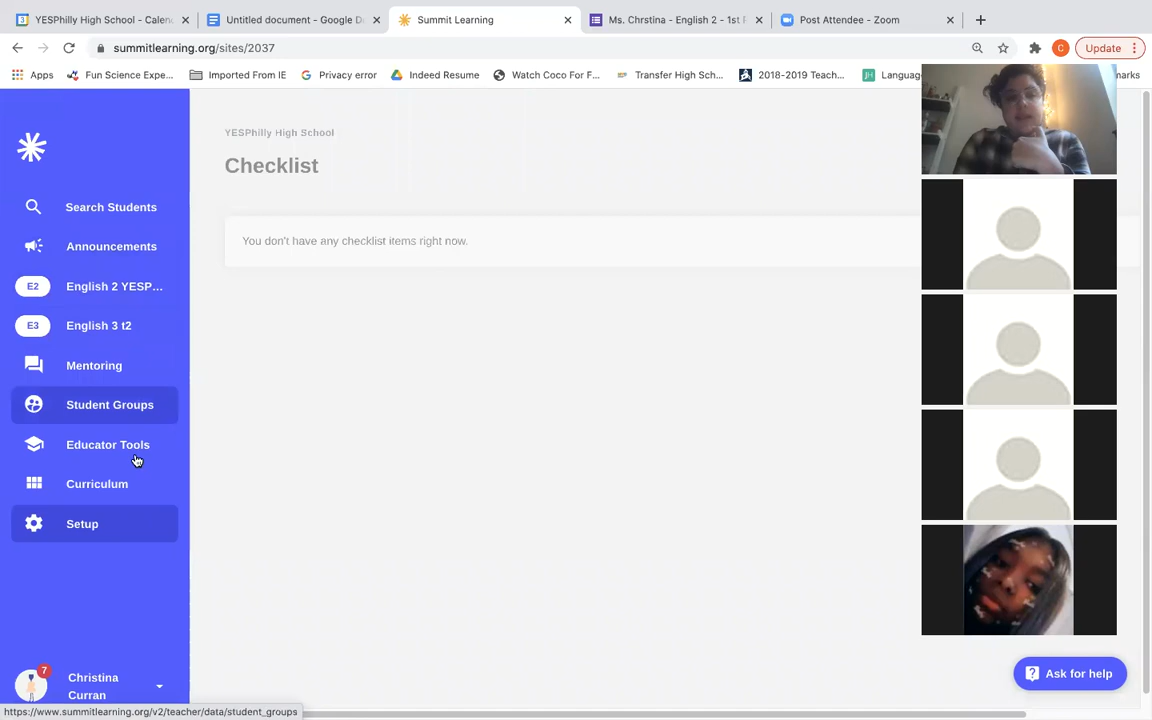 YESPhilly High School - Calen
Untitled document - Google D
Summit Learning
Ms. Chrstina - English 2 - 1st
Post Attendee - Zoom
summitlearning.org/sites/2037
C
Update
Apps
Fun Science Expe...
Imported From IE
Privacy error
Indeed Resume
Watch Coco For F...
Transfer High Sch...
2018-2019 Teach...
JH
Languag
marks
YESPhilly High School
Checklist
You don't have any checklist items right now.
Search Students
Announcements
E2 English 2 YESP...
E3 English 3 t2
Mentoring
Student Groups
Educator Tools
Curriculum
Setup
7
Christina
Curran
Ask for help
https://www.summitlearning.org/v2/teacher/data/student_groups